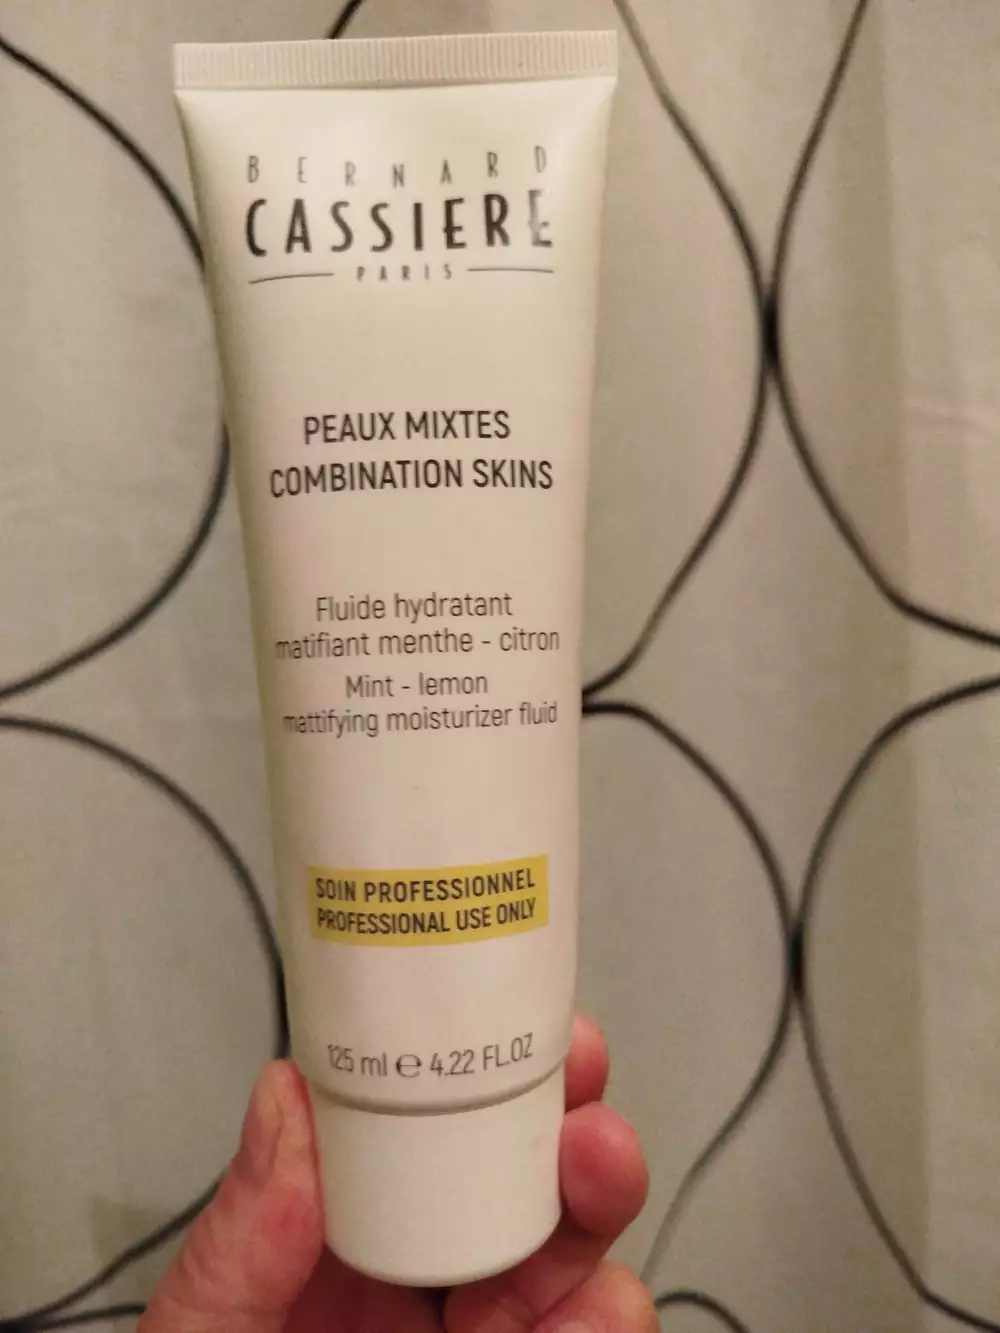 BERNARD
CASSIERE
PARIS
PEAUX MIXTES
COMBINATION SKINS
Fluide hydratant
matifiant menthe - citron
Mint - lemon
mattifying moisturizer fluid
SOIN PROFESSIONNEL
PROFESSIONAL USE ONLY
125 ml ℮ 4.22 FL.OZ